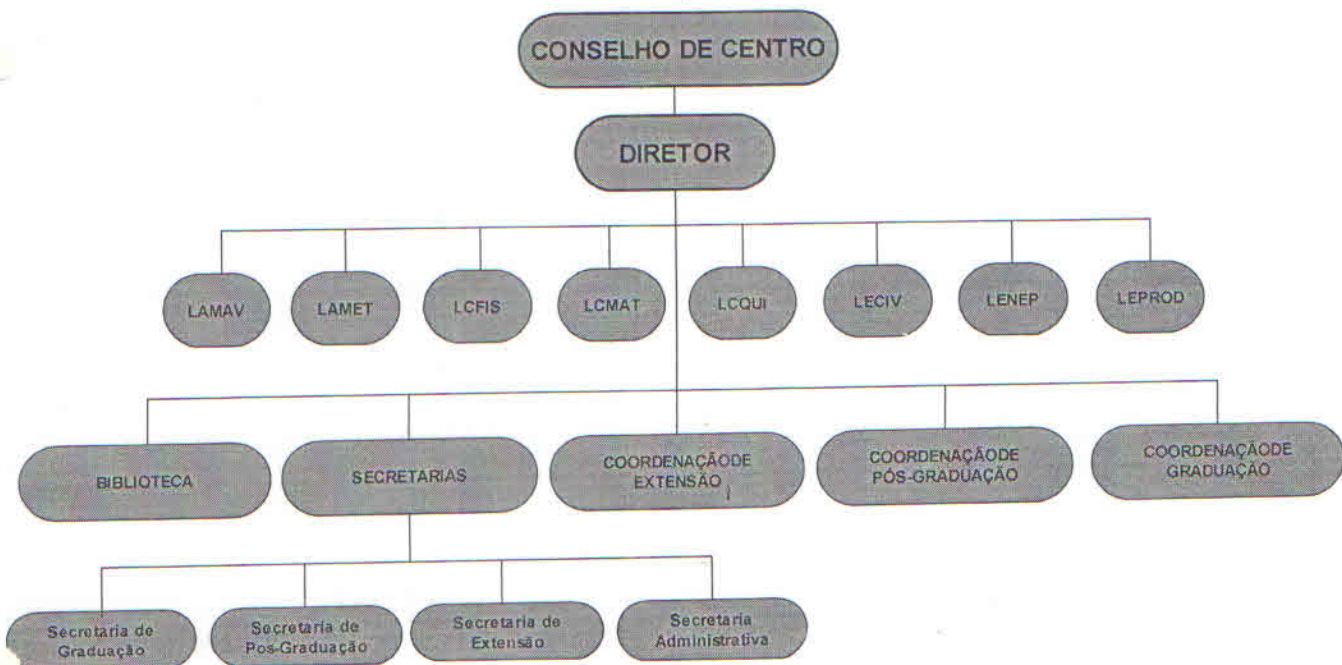 CONSELHO DE CENTRO
DIRETOR
LAMAV
LAMET
LCFIS
LCMAT
LCQUI
LECIV
LENEP
LEPROD
BIBLIOTECA
SECRETARIAS
COORDENAÇÃODE
EXTENSÃO
COORDENAÇÃODE
PÓS-GRADUAÇÃO
COORDENAÇÃODE
GRADUAÇÃO
Secretaria de
Graduação
Secretaria de
Pos-Graduação
Secretaria de
Extensão
Secretaria
Administrativa